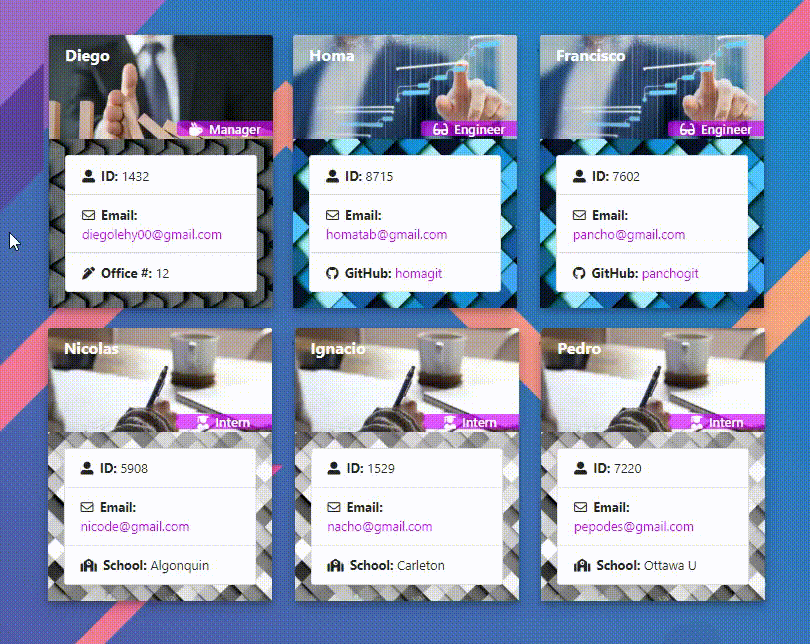 Diego
Manager
ID: 1432
Email:
diegolehy00@gmail.com
Office #: 12
Homa
Engineer
ID: 8715
Email:
homatab@gmail.com
GitHub: homagit
Francisco
Engineer
ID: 7602
Email:
pancho@gmail.com
GitHub: panchogit
Nicolas
Intern
ID: 5908
Email:
nicode@gmail.com
School: Algonquin
Ignacio
Intern
ID: 1529
Email:
nacho@gmail.com
School: Carleton
Pedro
Intern
ID: 7220
Email:
pepodes@gmail.com
School: Ottawa U